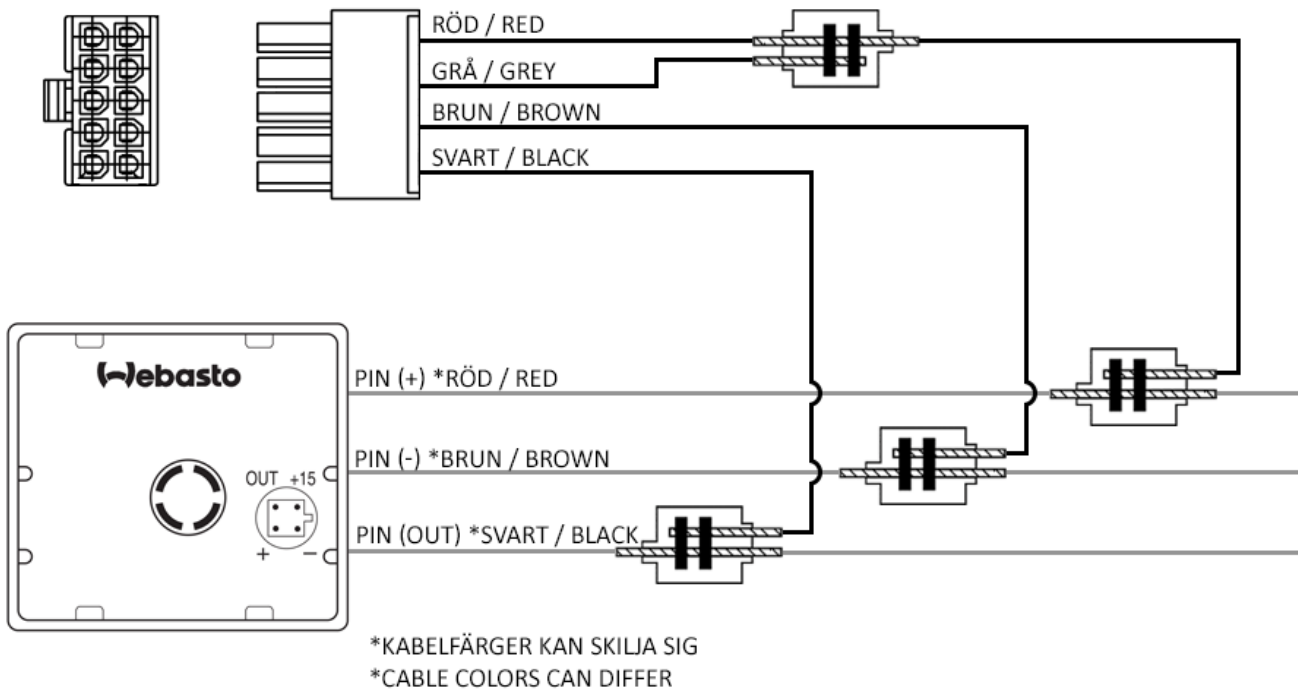 RÖD / RED
GRÅ / GREY
BRUN / BROWN
SVART / BLACK
Webasto
PIN (+) *RÖD / RED
PIN (-) *BRUN / BROWN
OUT +15
PIN (OUT) *SVART / BLACK
+ −
*KABELFÄRGER KAN SKILJA SIG
*CABLE COLORS CAN DIFFER